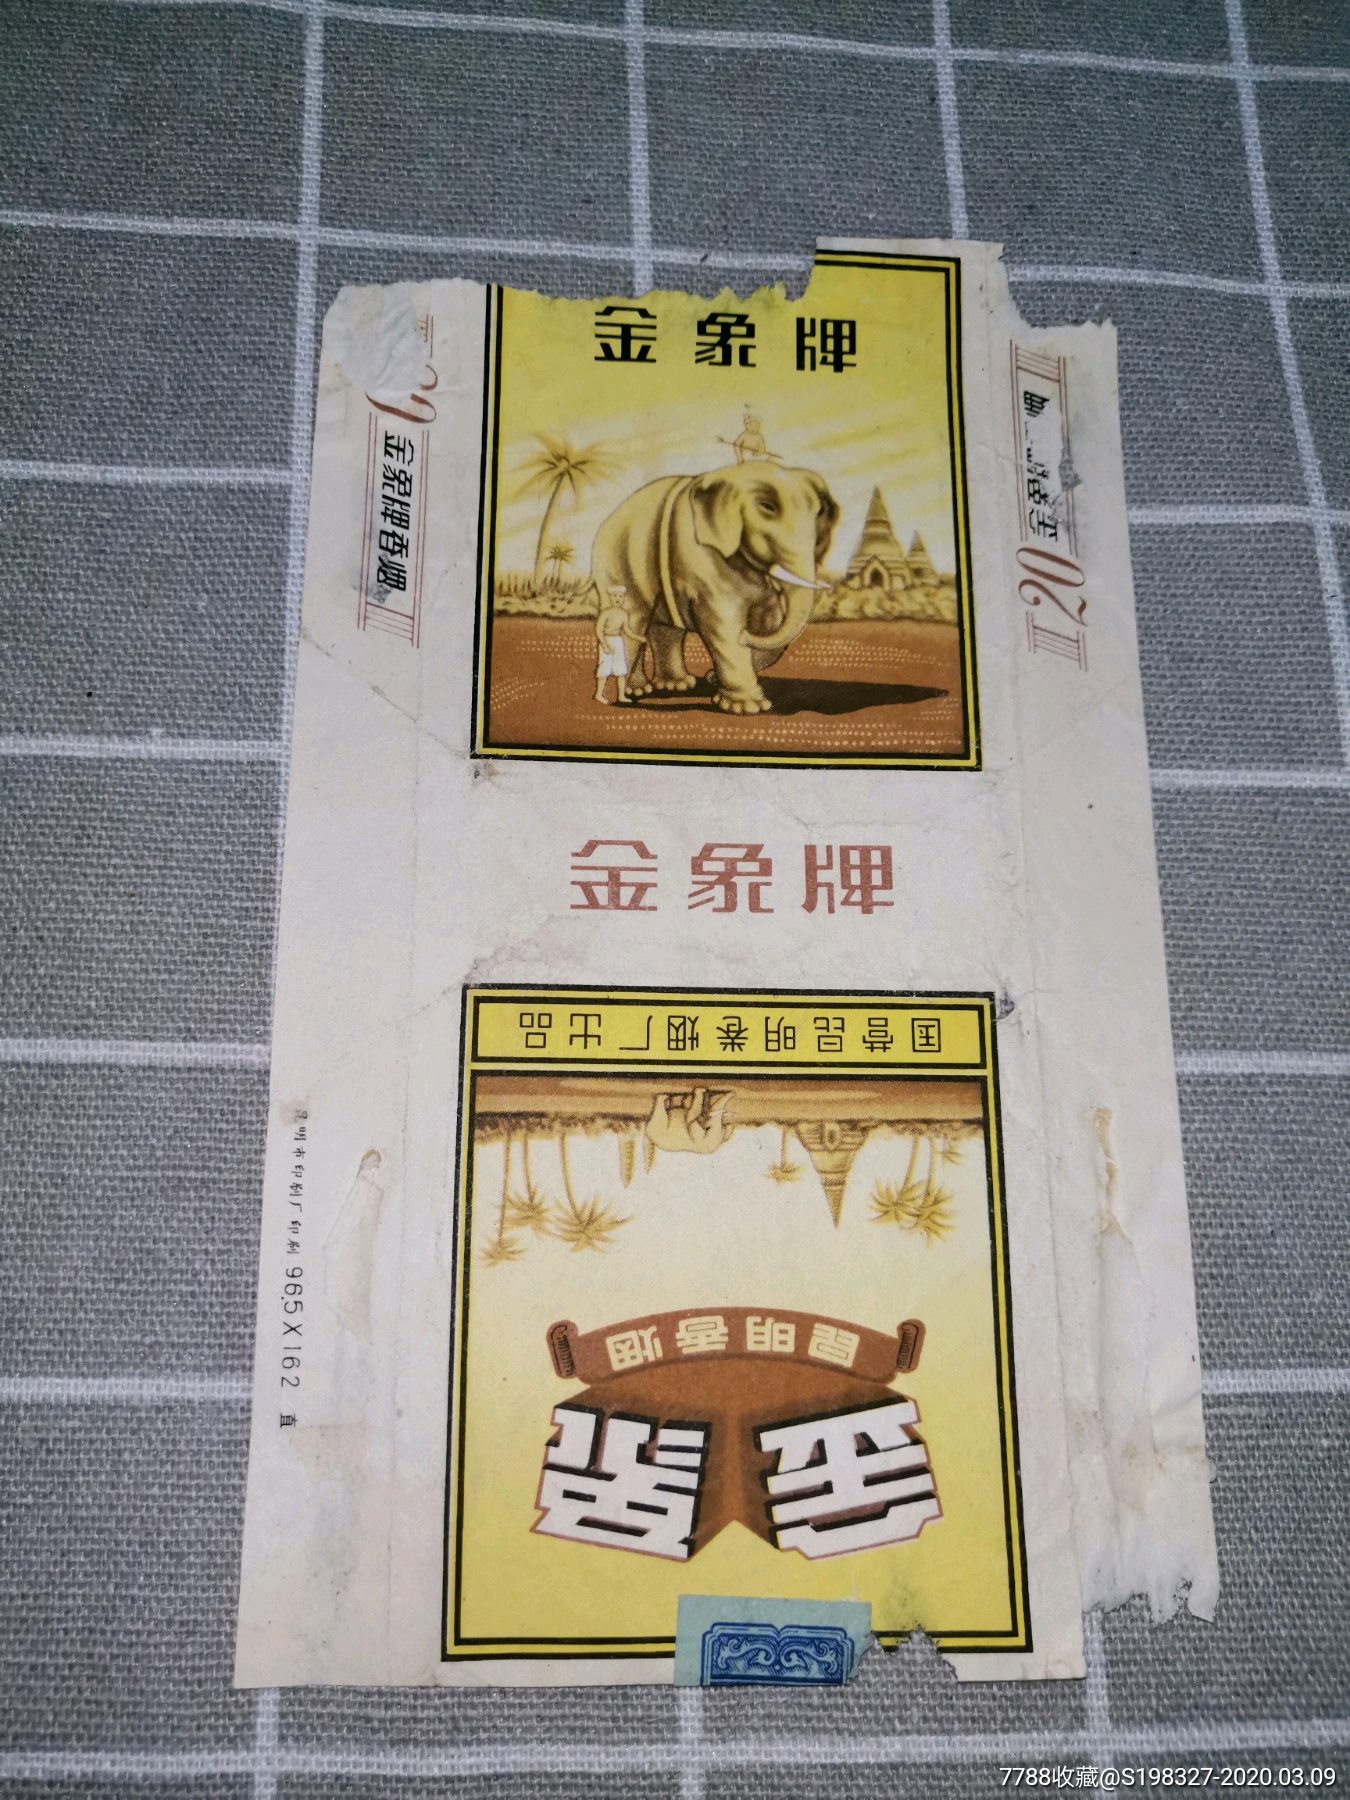 金象牌
20
金象牌香烟
20
金象牌
国营昆明卷烟厂出品
昆明香烟
金象
昆明市印刷厂印刷 96.5X162 直
7788收藏@S198327-2020.03.09